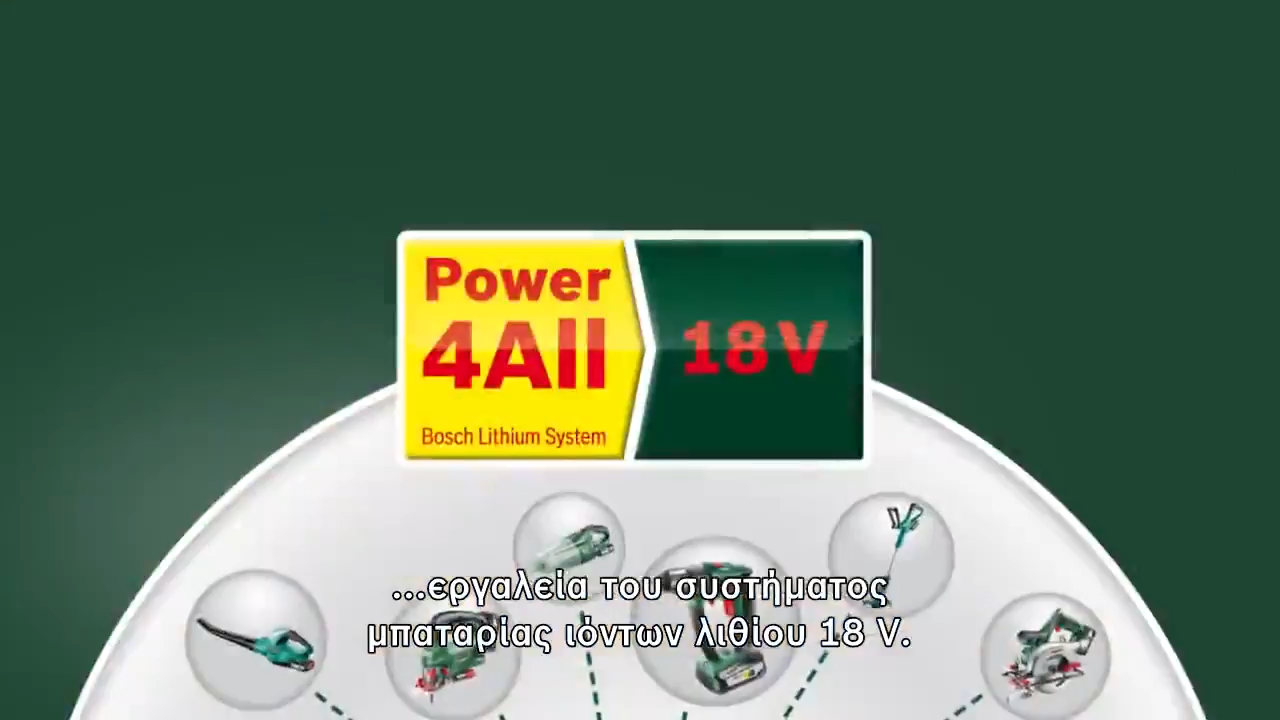 Power
4All
18 V
Bosch Lithium System
...εργαλεία του συστήματος
μπαταρίας ιόντων λιθίου 18 V.